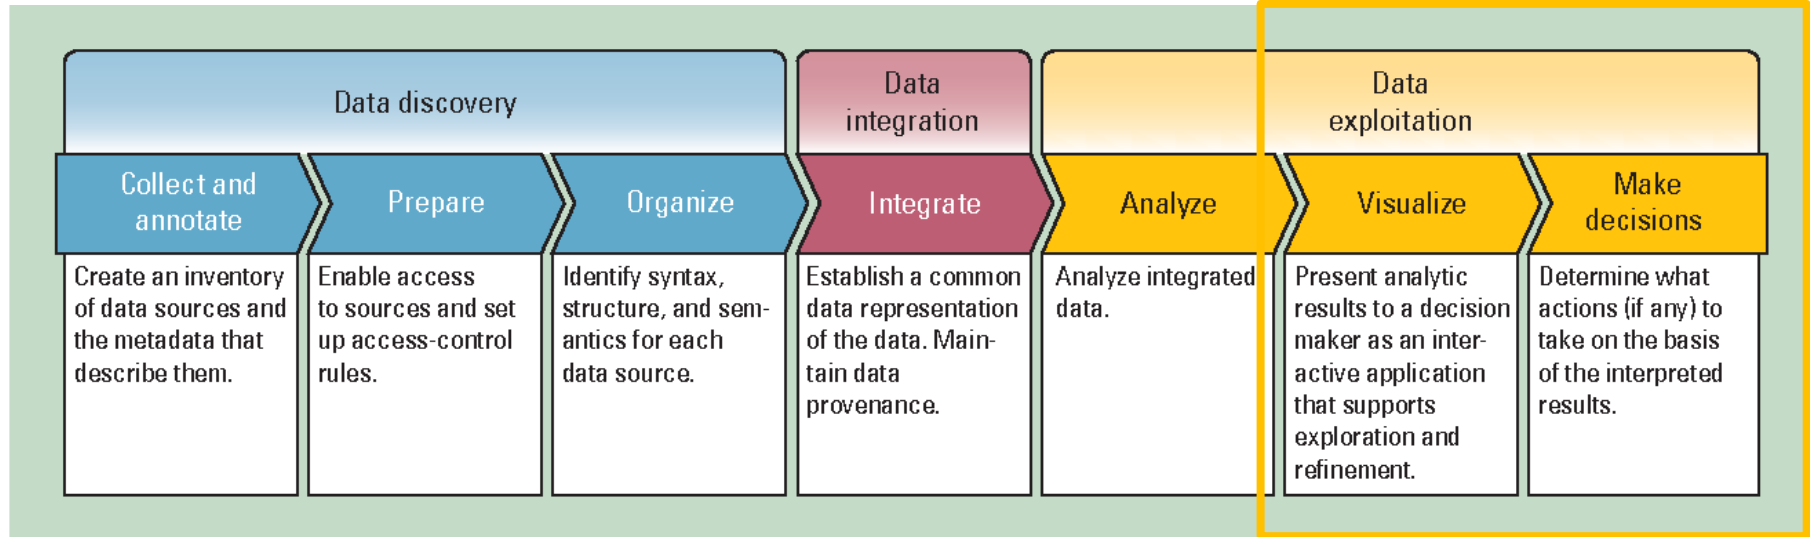 Data discovery
Data
integration
Data
exploitation
Collect and
annotate
Prepare
Organize
Integrate
Analyze
Visualize
Make
decisions
Create an inventory
of data sources and
the metadata that
describe them.
Enable access
to sources and set
up access-control
rules.
Identify syntax,
structure, and sem-
antics for each
data source.
Establish a common
data representation
of the data. Main-
tain data
provenance.
Analyze integrated
data.
Present analytic
results to a decision
maker as an inter-
active application
that supports
exploration and
refinement.
Determine what
actions (if any) to
take on the basis
of the interpreted
results.